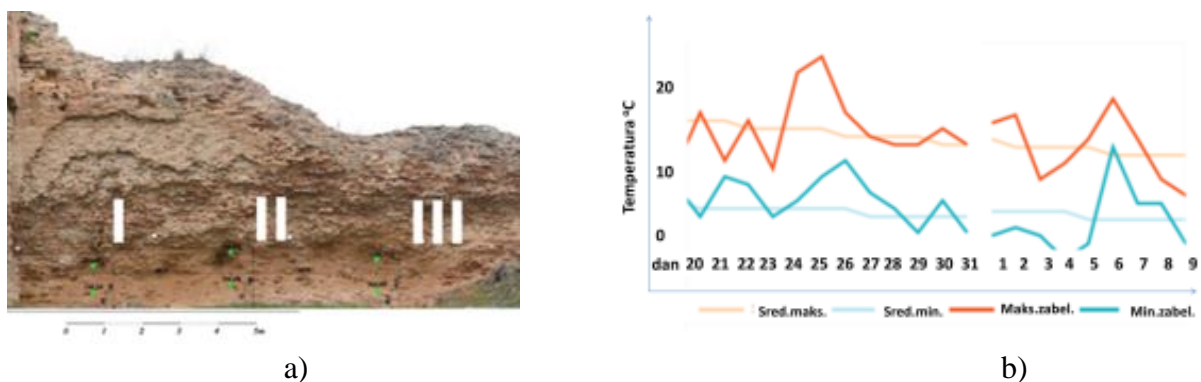 I II III
0 1 2 3 4 5m
a)
Temperatura °C
20
10
0
dan 20 21 22 23 24 25 26 27 28 29 30 31 1 2 3 4 5 6 7 8 9
Sred.maks. Sred.min. Maks.zabel. Min.zabel.
b)